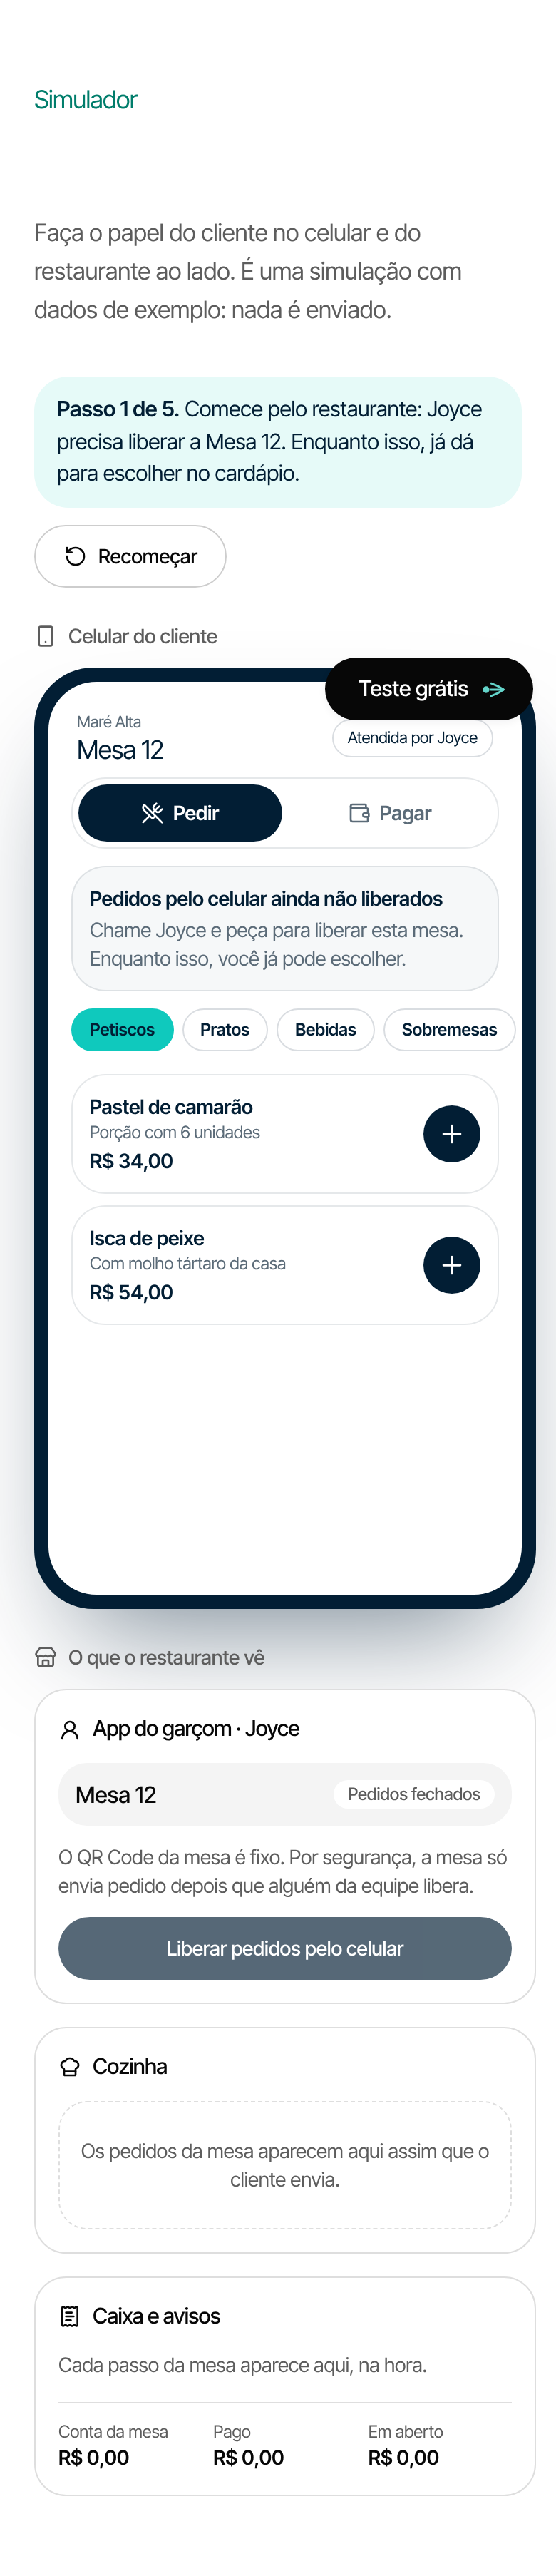 Simulador
Faça o papel do cliente no celular e do
restaurante ao lado. É uma simulação com
dados de exemplo: nada é enviado.
Passo 1 de 5. Comece pelo restaurante: Joyce
precisa liberar a Mesa 12. Enquanto isso, já dá
para escolher no cardápio.
Recomeçar
Celular do cliente
Teste grátis
Maré Alta
Mesa 12
Atendida por Joyce
Pedir
Pagar
Pedidos pelo celular ainda não liberados
Chame Joyce e peça para liberar esta mesa.
Enquanto isso, você já pode escolher.
Petiscos
Pratos
Bebidas
Sobremesas
Pastel de camarão
Porção com 6 unidades
R$ 34,00
Isca de peixe
Com molho tártaro da casa
R$ 54,00
O que o restaurante vê
App do garçom · Joyce
Mesa 12
Pedidos fechados
O QR Code da mesa é fixo. Por segurança, a mesa só
envia pedido depois que alguém da equipe libera.
Liberar pedidos pelo celular
Cozinha
Os pedidos da mesa aparecem aqui assim que o
cliente envia.
Caixa e avisos
Cada passo da mesa aparece aqui, na hora.
Conta da mesa
Pago
Em aberto
R$ 0,00
R$ 0,00
R$ 0,00